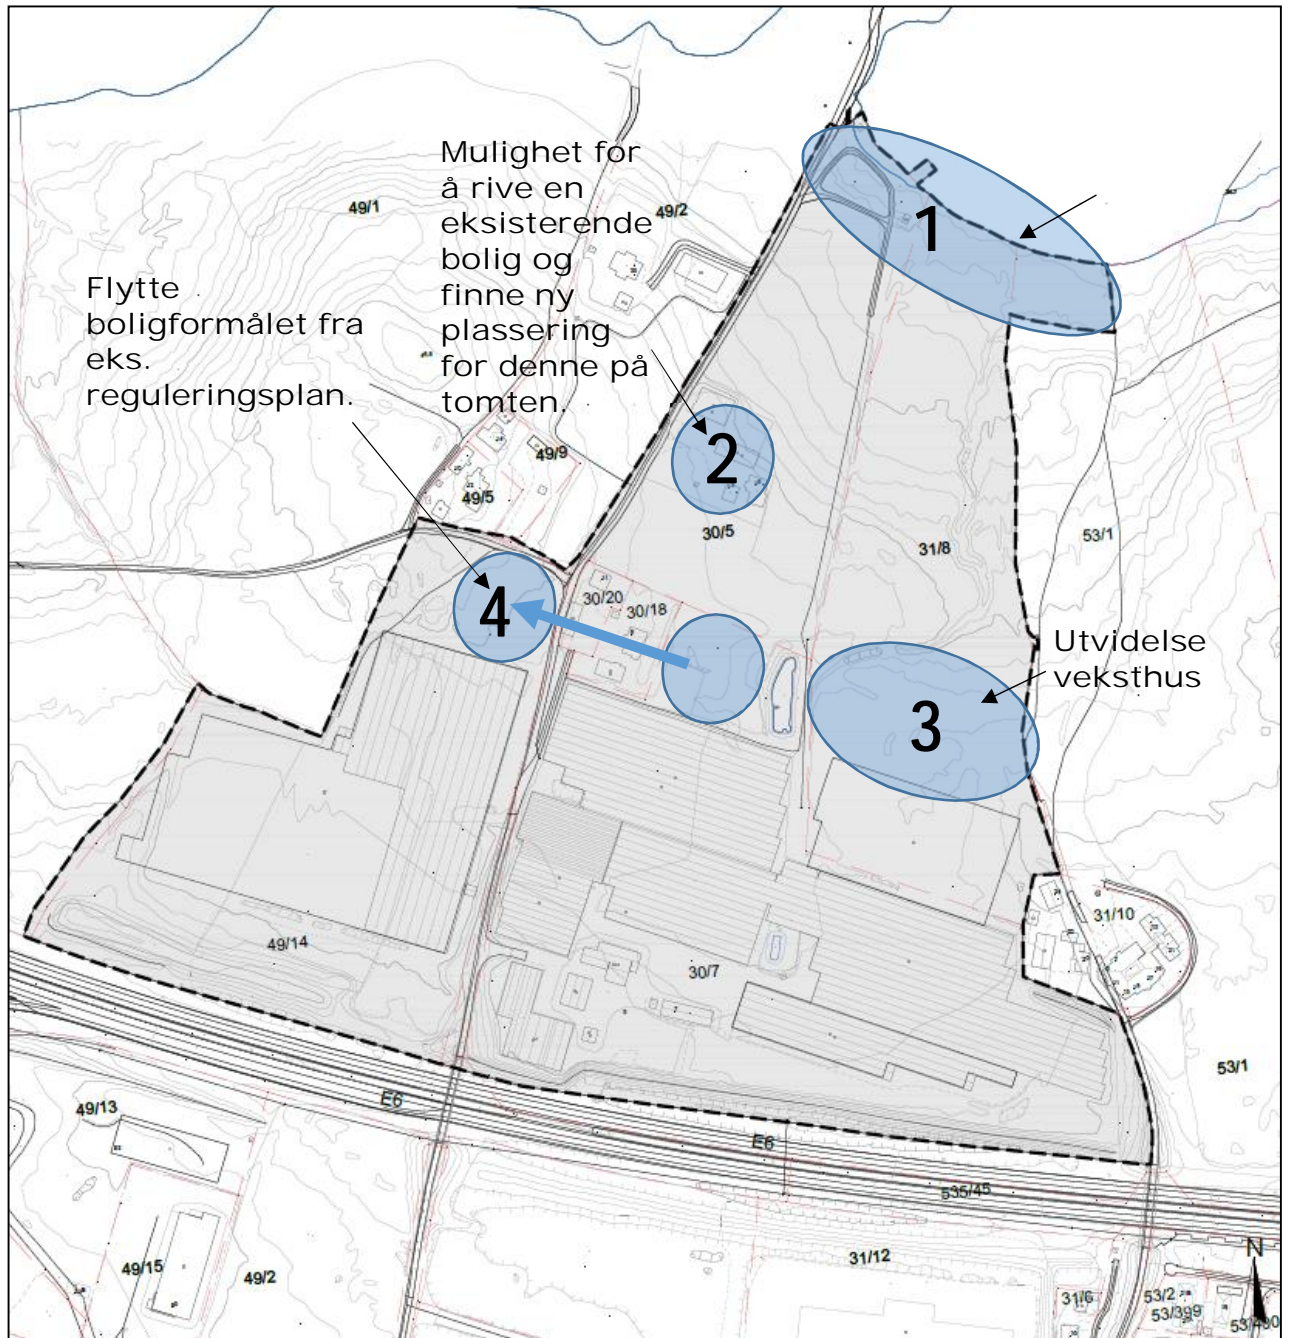 Mulighet for
å rive en
eksisterende
bolig og
finne ny
plassering
for denne på
tomten.
Flytte
boligformålet fra
eks.
reguleringsplan.
Utvidelse
veksthus
1
2
3
4
49/1
49/2
49/9
49/5
30/5
31/8
53/1
30/20
30/18
31/10
49/14
30/7
53/1
49/13
E6
E6
535/45
49/15
49/2
31/12
31/6
53/2
53/399
N